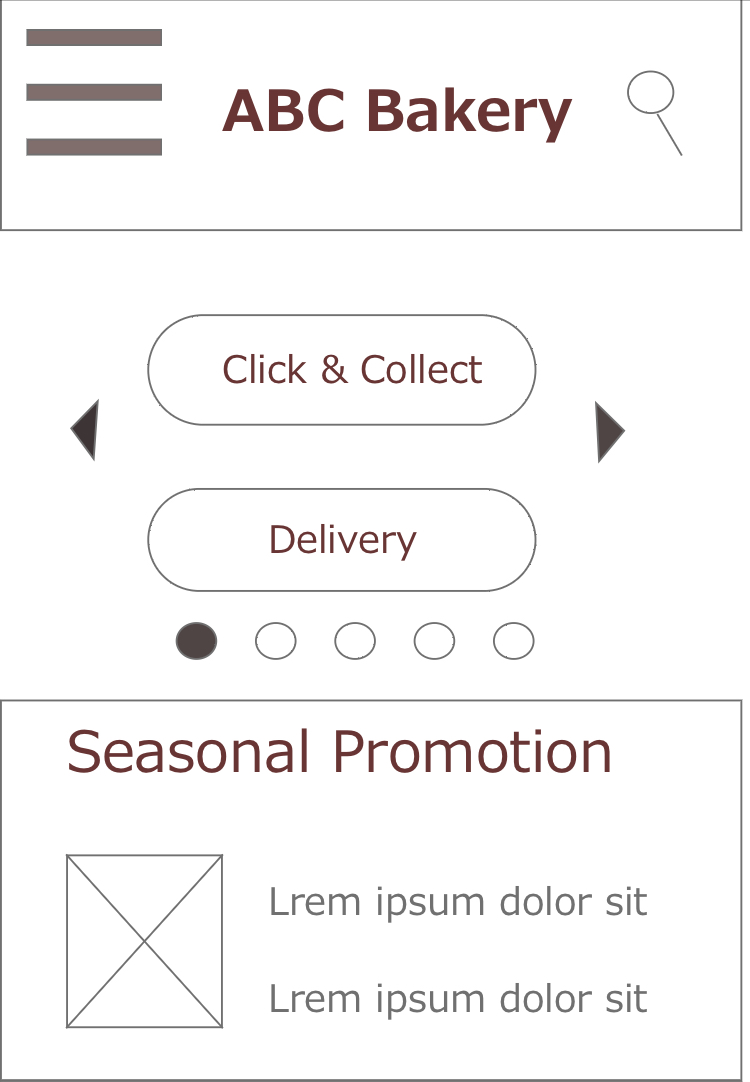 ABC Bakery
Click & Collect
Delivery
Seasonal Promotion
Lrem ipsum dolor sit
Lrem ipsum dolor sit